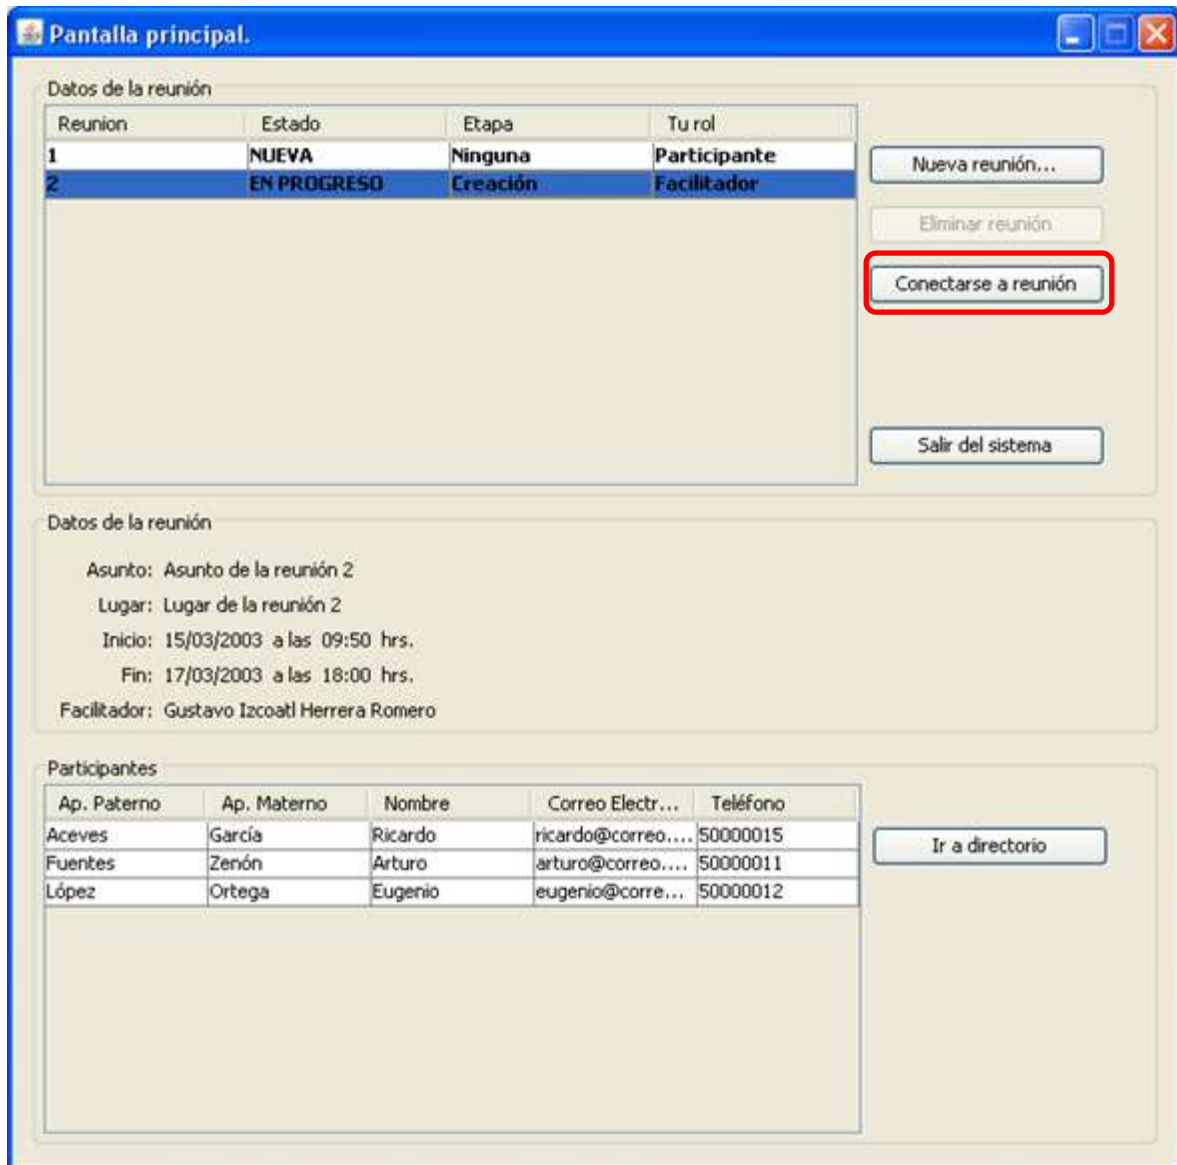 Pantalla principal.
Datos de la reunión
Reunion Estado Etapa Tu rol
1 NUEVA Ninguna Participante
2 EN PROGRESO Creación Facilitador
Nueva reunión...
Eliminar reunión
Conectarse a reunión
Salir del sistema
Datos de la reunión
Asunto: Asunto de la reunión 2
Lugar: Lugar de la reunión 2
Inicio: 15/03/2003 a las 09:50 hrs.
Fin: 17/03/2003 a las 18:00 hrs.
Facilitador: Gustavo Izcoatl Herrera Romero
Participantes
Ap. Paterno Ap. Materno Nombre Correo Electr... Teléfono
Aceves García Ricardo ricardo@correo.... 50000015
Fuentes Zenón Arturo arturo@correo.... 50000011
López Ortega Eugenio eugenio@corre... 50000012
Ir a directorio